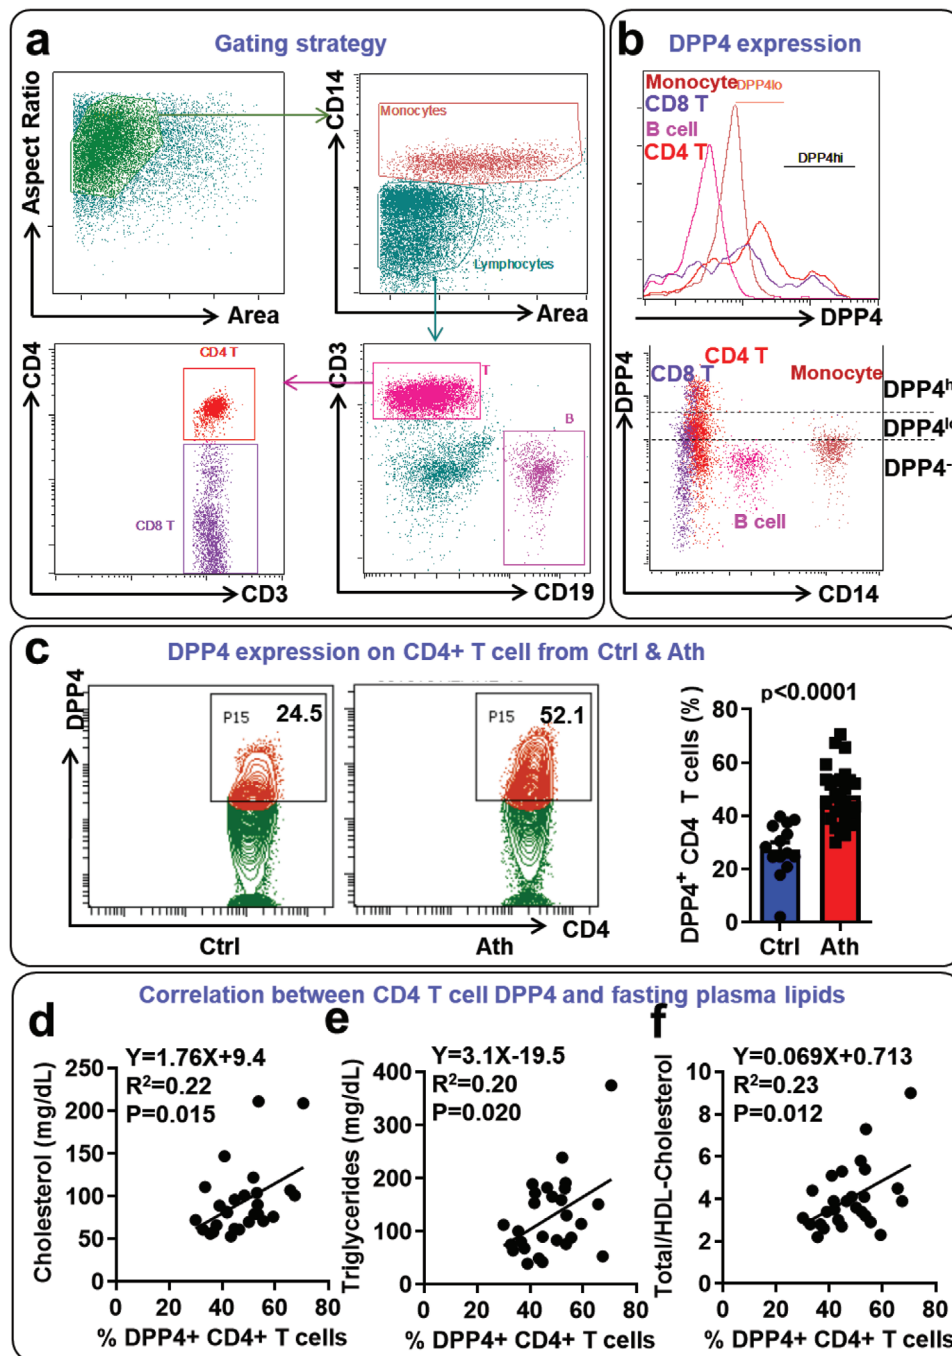 a
Gating strategy
Aspect Ratio
Area
CD14
Monocytes
Lymphocytes
Area
CD4
CD4 T
CD8 T
CD3
CD3
T
B
CD19
b
DPP4 expression
Monocyte
DPP4lo
CD8 T
B cell
CD4 T
DPP4hi
DPP4
DPP4
CD4 T
CD8 T
Monocyte
B cell
DPP4h
DPP4l
DPP4-
CD14
c
DPP4 expression on CD4+ T cell from Ctrl & Ath
DPP4
P15 24.5
P15 52.1
Ctrl
Ath
CD4
p<0.0001
DPP4+ CD4 T cells (%)
80
60
40
20
0
Ctrl Ath
Correlation between CD4 T cell DPP4 and fasting plasma lipids
d
Y=1.76X+9.4
R²=0.22
P=0.015
Cholesterol (mg/dL)
250
200
150
100
50
0
0 20 40 60 80
% DPP4+ CD4+ T cells
e
Y=3.1X-19.5
R²=0.20
P=0.020
Triglycerides (mg/dL)
400
300
200
100
0
0 20 40 60 80
% DPP4+ CD4+ T cells
f
Y=0.069X+0.713
R²=0.23
P=0.012
Total/HDL-Cholesterol
10
8
6
4
2
0
0 20 40 60 80
% DPP4+ CD4+ T cells